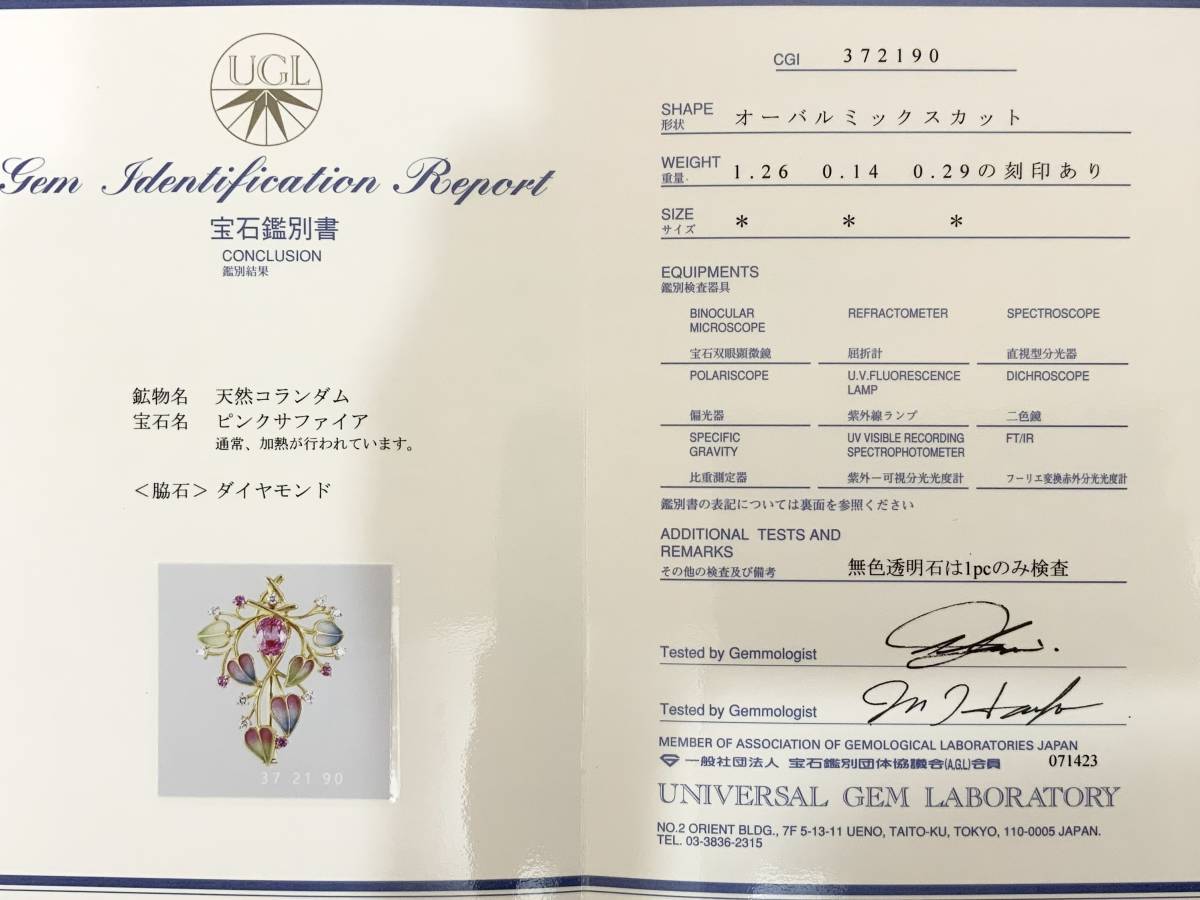 UGL
Gem Identification Report
宝石鑑別書
CONCLUSION
鑑別結果
鉱物名 天然コランダム
宝石名 ピンクサファイア
通常、加熱が行われています。
＜脇石＞ ダイヤモンド
37 21 90
CGI 372190
SHAPE
形状 オーバルミックスカット
WEIGHT
重量. 1.26 0.14 0.29の刻印あり
SIZE
サイズ * * *
EQUIPMENTS
鑑別検査器具
BINOCULAR MICROSCOPE
宝石双眼顕微鏡
REFRACTOMETER
屈折計
SPECTROSCOPE
直視型分光器
POLARISCOPE
偏光器
U.V.FLUORESCENCE LAMP
紫外線ランプ
DICHROSCOPE
二色鏡
SPECIFIC GRAVITY
比重測定器
UV VISIBLE RECORDING SPECTROPHOTOMETER
紫外ー可視分光光度計
FT/IR
フーリエ変換赤外分光光度計
鑑別書の表記については裏面を参照ください
ADDITIONAL TESTS AND REMARKS
その他の検査及び備考 無色透明石は1pcのみ検査
Tested by Gemmologist
Tested by Gemmologist
MEMBER OF ASSOCIATION OF GEMOLOGICAL LABORATORIES JAPAN
一般社団法人 宝石鑑別団体協議会(A.G.L)会員 071423
UNIVERSAL GEM LABORATORY
NO.2 ORIENT BLDG., 7F 5-13-11 UENO, TAITO-KU, TOKYO, 110-0005 JAPAN.
TEL. 03-3836-2315